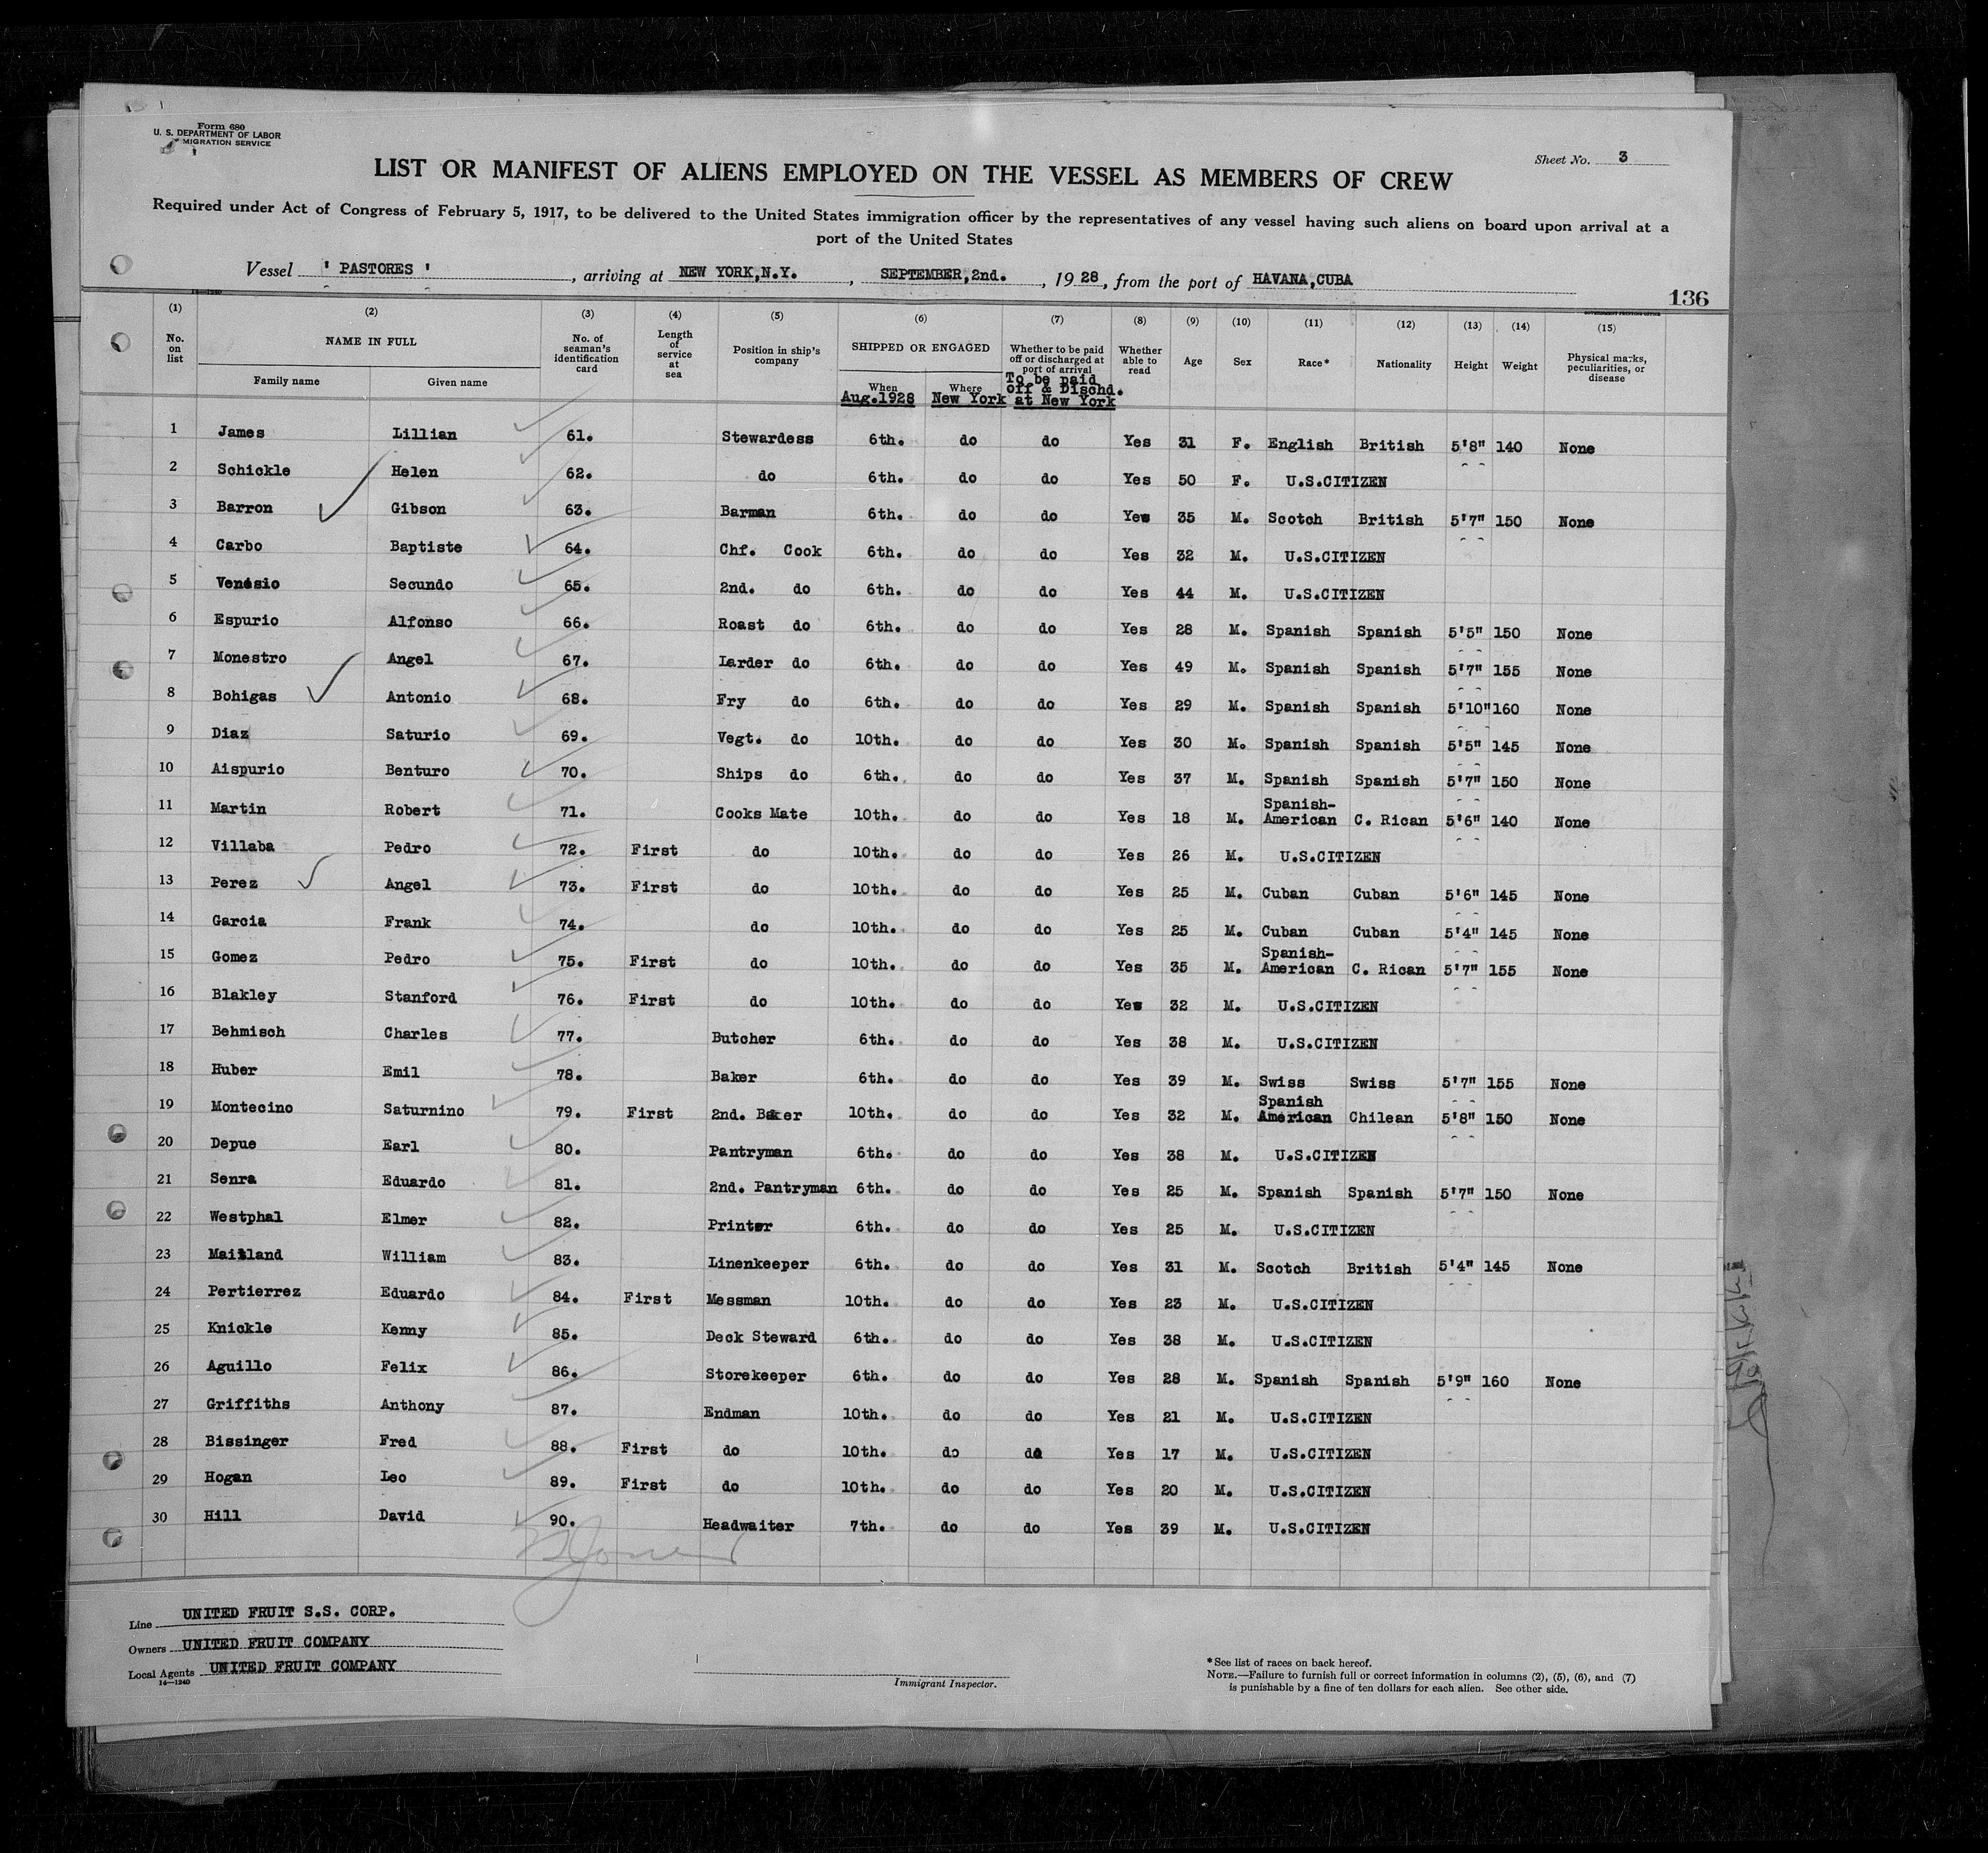 Form 680
U. S. DEPARTMENT OF LABOR
MIGRATION SERVICE
Sheet No. 3
LIST OR MANIFEST OF ALIENS EMPLOYED ON THE VESSEL AS MEMBERS OF CREW
Required under Act of Congress of February 5, 1917, to be delivered to the United States immigration officer by the representatives of any vessel having such aliens on board upon arrival at a
port of the United States
Vessel ' PASTORES ' , arriving at NEW YORK,N.Y. , SEPTEMBER,2nd. , 19 28 , from the port of HAVANA,CUBA
136
(1) (2) (3) (4) (5) (6) (7) (8) (9) (10) (11) (12) (13) (14) (15)
No. on list NAME IN FULL Family name Given name No. of seaman's identification card Length of service at sea Position in ship's company SHIPPED OR ENGAGED When Where Whether to be paid off or discharged at port of arrival Whether able to read Age Sex Race* Nationality Height Weight Physical marks, peculiarities, or disease
Aug.1928 New York To be paid off & Dischd. at New York
1 James Lillian 61. Stewardess 6th. do do Yes 31 F. English British 5'8" 140 None
2 Schickle Helen 62. do 6th. do do Yes 50 F. U.S.CITIZEN
3 Barron Gibson 63. Barman 6th. do do Yes 35 M. Scotch British 5'7" 150 None
4 Carbo Baptiste 64. Chf. Cook 6th. do do Yes 32 M. U.S.CITIZEN
5 Venesio Secundo 65. 2nd. do 6th. do do Yes 44 M. U.S.CITIZEN
6 Espurio Alfonso 66. Roast do 6th. do do Yes 28 M. Spanish Spanish 5'5" 150 None
7 Monestro Angel 67. Larder do 6th. do do Yes 49 M. Spanish Spanish 5'7" 155 None
8 Bohigas Antonio 68. Fry do 6th. do do Yes 29 M. Spanish Spanish 5'10" 160 None
9 Diaz Saturio 69. Vegt. do 10th. do do Yes 30 M. Spanish Spanish 5'5" 145 None
10 Aispurio Benturo 70. Ships do 6th. do do Yes 37 M. Spanish Spanish 5'7" 150 None
11 Martin Robert 71. Cooks Mate 10th. do do Yes 18 M. Spanish-American C. Rican 5'6" 140 None
12 Villaba Pedro 72. First do 10th. do do Yes 26 M. U.S.CITIZEN
13 Perez Angel 73. First do 10th. do do Yes 25 M. Cuban Cuban 5'6" 145 None
14 Garcia Frank 74. do 10th. do do Yes 25 M. Cuban Cuban 5'4" 145 None
15 Gomez Pedro 75. First do 10th. do do Yes 35 M. Spanish-American C. Rican 5'7" 155 None
16 Blakley Stanford 76. First do 10th. do do Yes 32 M. U.S.CITIZEN
17 Behmisch Charles 77. Butcher 6th. do do Yes 38 M. U.S.CITIZEN
18 Huber Emil 78. Baker 6th. do do Yes 39 M. Swiss Swiss 5'7" 155 None
19 Montecino Saturnino 79. First 2nd. Baker 10th. do do Yes 32 M. Spanish American Chilean 5'8" 150 None
20 Depue Earl 80. Pantryman 6th. do do Yes 38 M. U.S.CITIZEN
21 Senra Eduardo 81. 2nd. Pantryman 6th. do do Yes 25 M. Spanish Spanish 5'7" 150 None
22 Westphal Elmer 82. Printer 6th. do do Yes 25 M. U.S.CITIZEN
23 Maitland William 83. Linenkeeper 6th. do do Yes 31 M. Scotch British 5'4" 145 None
24 Pertierrez Eduardo 84. First Messman 10th. do do Yes 23 M. U.S.CITIZEN
25 Knickle Kenny 85. Deck Steward 6th. do do Yes 38 M. U.S.CITIZEN
26 Aguillo Felix 86. Storekeeper 6th. do do Yes 28 M. Spanish Spanish 5'9" 160 None
27 Griffiths Anthony 87. Endman 10th. do do Yes 21 M. U.S.CITIZEN
28 Bissinger Fred 88. First do 10th. do do Yes 17 M. U.S.CITIZEN
29 Hogan Leo 89. First do 10th. do do Yes 20 M. U.S.CITIZEN
30 Hill David 90. Headwaiter 7th. do do Yes 39 M. U.S.CITIZEN
Line UNITED FRUIT S.S. CORP.
Owners UNITED FRUIT COMPANY
Local Agents UNITED FRUIT COMPANY
14—1240
Immigrant Inspector.
*See list of races on back hereof.
NOTE.—Failure to furnish full or correct information in columns (2), (5), (6), and (7)
is punishable by a fine of ten dollars for each alien. See other side.